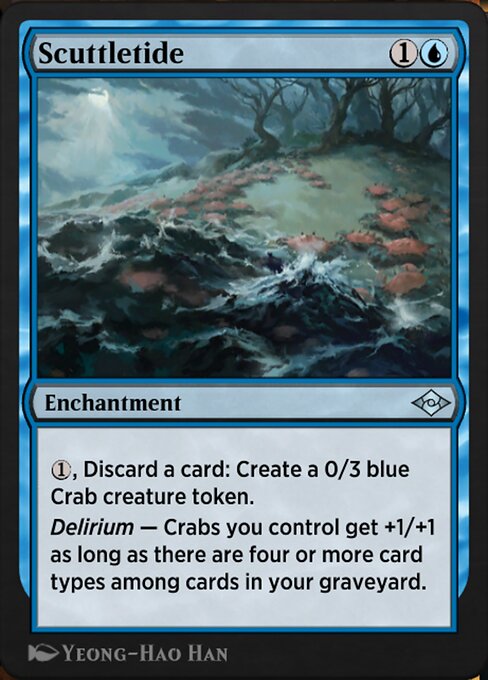 Scuttletide 1
Enchantment
1, Discard a card: Create a 0/3 blue
Crab creature token.
Delirium — Crabs you control get +1/+1
as long as there are four or more card
types among cards in your graveyard.
Yeong-Hao Han